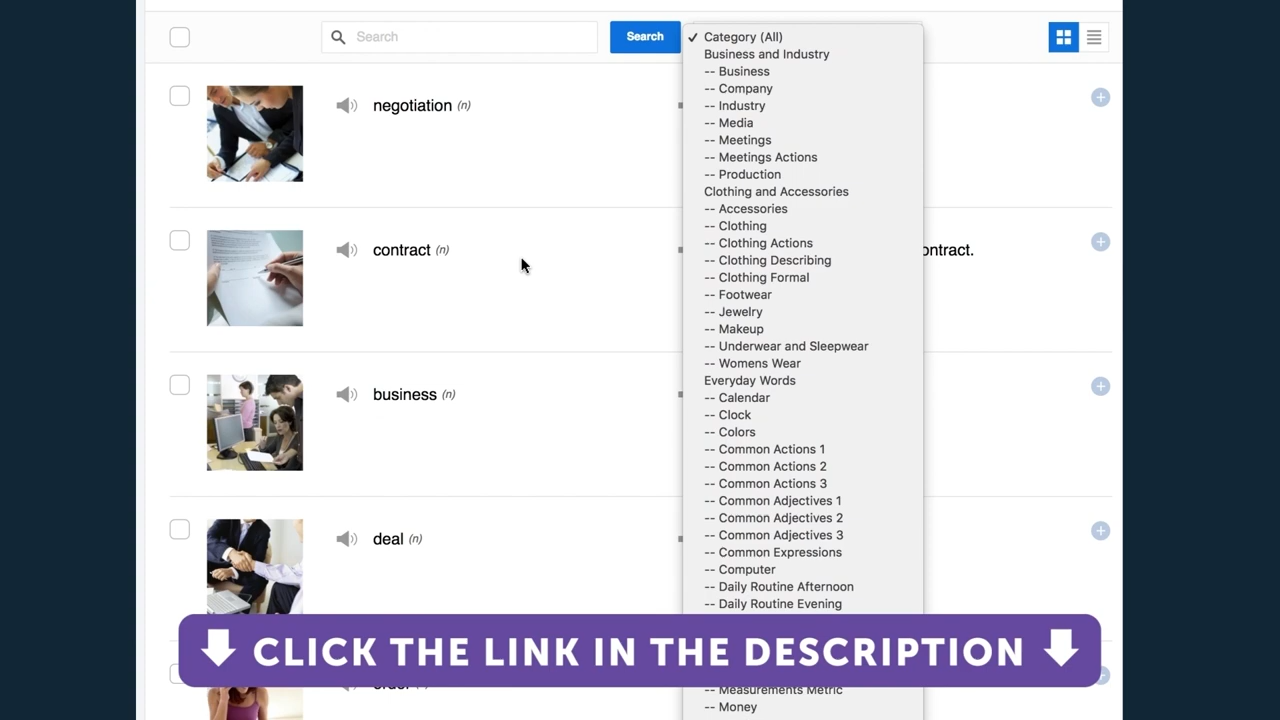 Search
Search
✓ Category (All)
Business and Industry
-- Business
-- Company
-- Industry
-- Media
-- Meetings
-- Meetings Actions
-- Production
Clothing and Accessories
-- Accessories
-- Clothing
-- Clothing Actions
-- Clothing Describing
-- Clothing Formal
-- Footwear
-- Jewelry
-- Makeup
-- Underwear and Sleepwear
-- Womens Wear
Everyday Words
-- Calendar
-- Clock
-- Colors
-- Common Actions 1
-- Common Actions 2
-- Common Actions 3
-- Common Adjectives 1
-- Common Adjectives 2
-- Common Adjectives 3
-- Common Expressions
-- Computer
-- Daily Routine Afternoon
-- Daily Routine Evening
-- Measurements Metric
-- Money
negotiation (n)
contract (n)
ontract.
business (n)
deal (n)
CLICK THE LINK IN THE DESCRIPTION